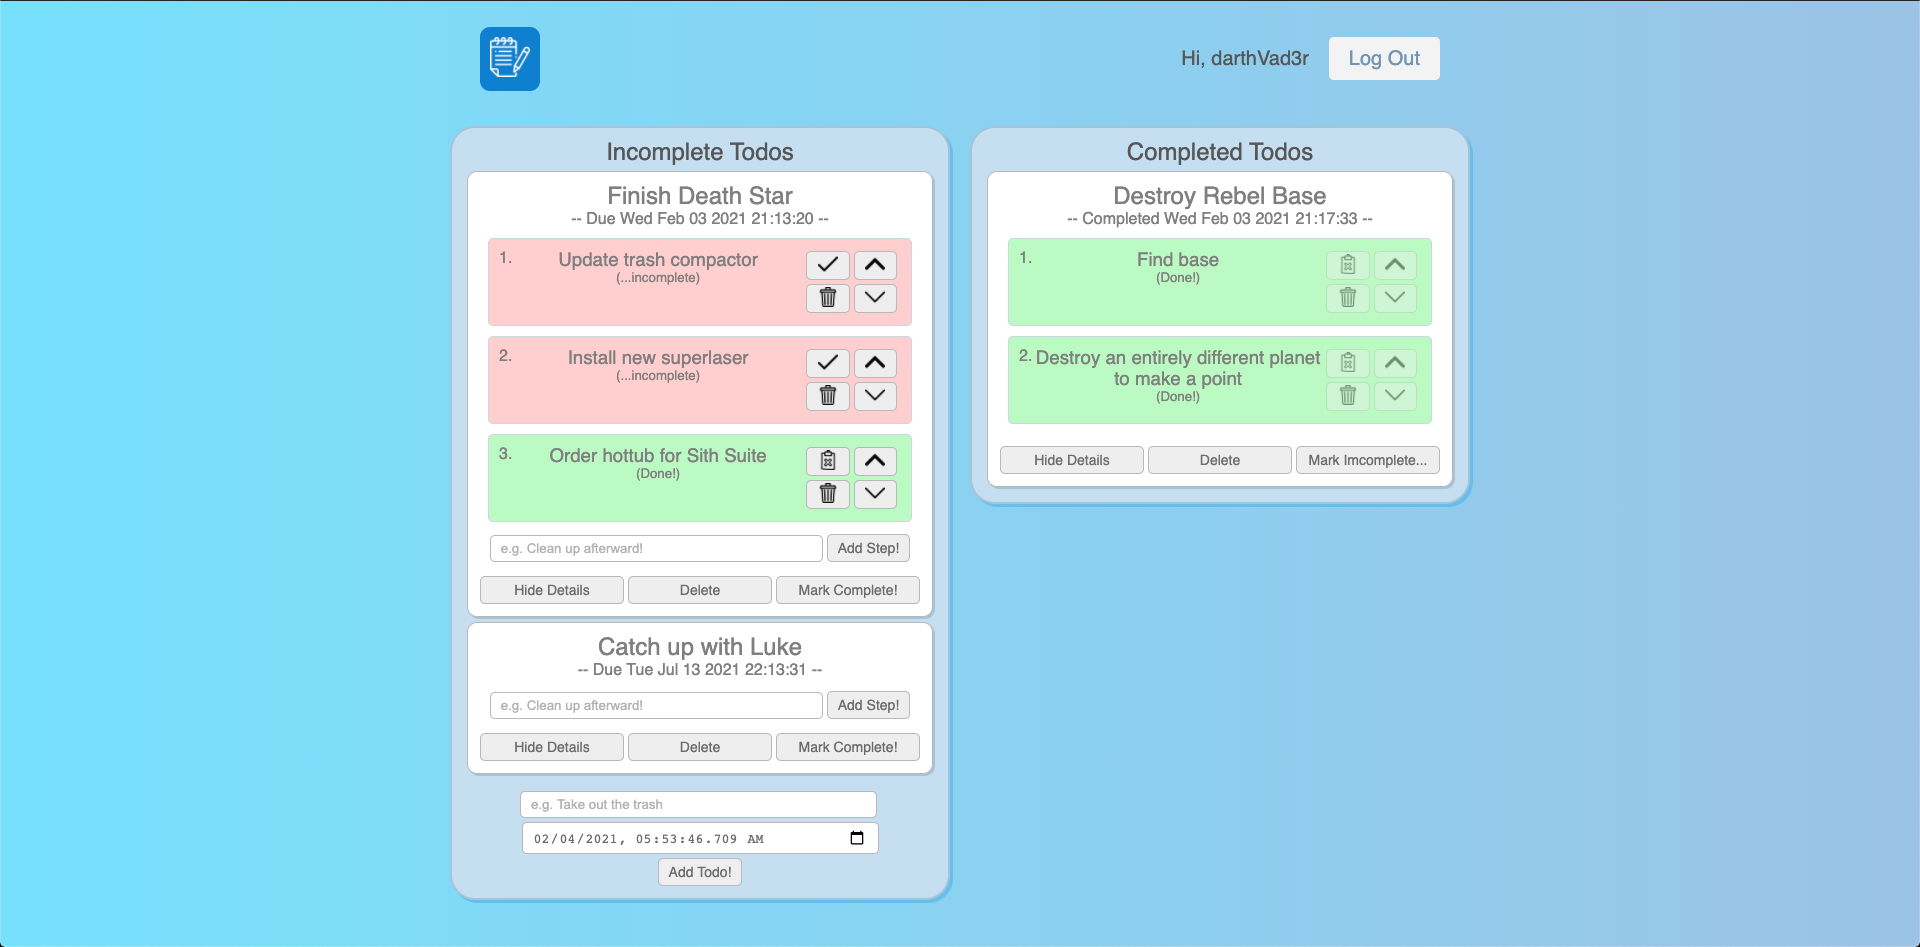 Hi, darthVad3r
Log Out
Incomplete Todos
Finish Death Star
-- Due Wed Feb 03 2021 21:13:20 --
1.
Update trash compactor
(...incomplete)
2.
Install new superlaser
(...incomplete)
3.
Order hottub for Sith Suite
(Done!)
e.g. Clean up afterward!
Add Step!
Hide Details
Delete
Mark Complete!
Catch up with Luke
-- Due Tue Jul 13 2021 22:13:31 --
e.g. Clean up afterward!
Add Step!
Hide Details
Delete
Mark Complete!
e.g. Take out the trash
02/04/2021, 05:53:46.709 AM
Add Todo!
Completed Todos
Destroy Rebel Base
-- Completed Wed Feb 03 2021 21:17:33 --
1.
Find base
(Done!)
2. Destroy an entirely different planet
to make a point
(Done!)
Hide Details
Delete
Mark Imcomplete...